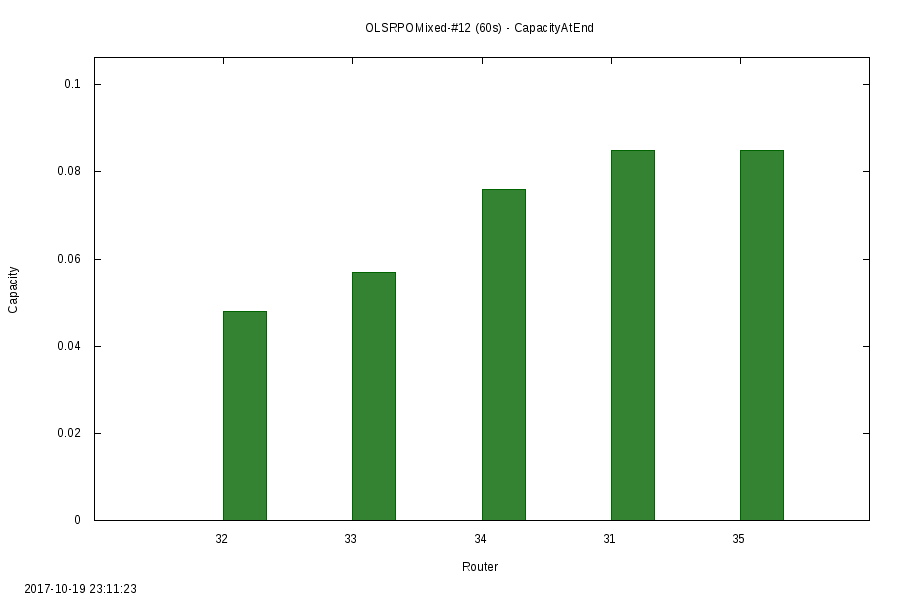 OLSRPOMixed-#12 (60s) - CapacityAtEnd
0.1
0.08
0.06
0.04
0.02
0
Capacity
32 33 34 31 35
Router
2017-10-19 23:11:23